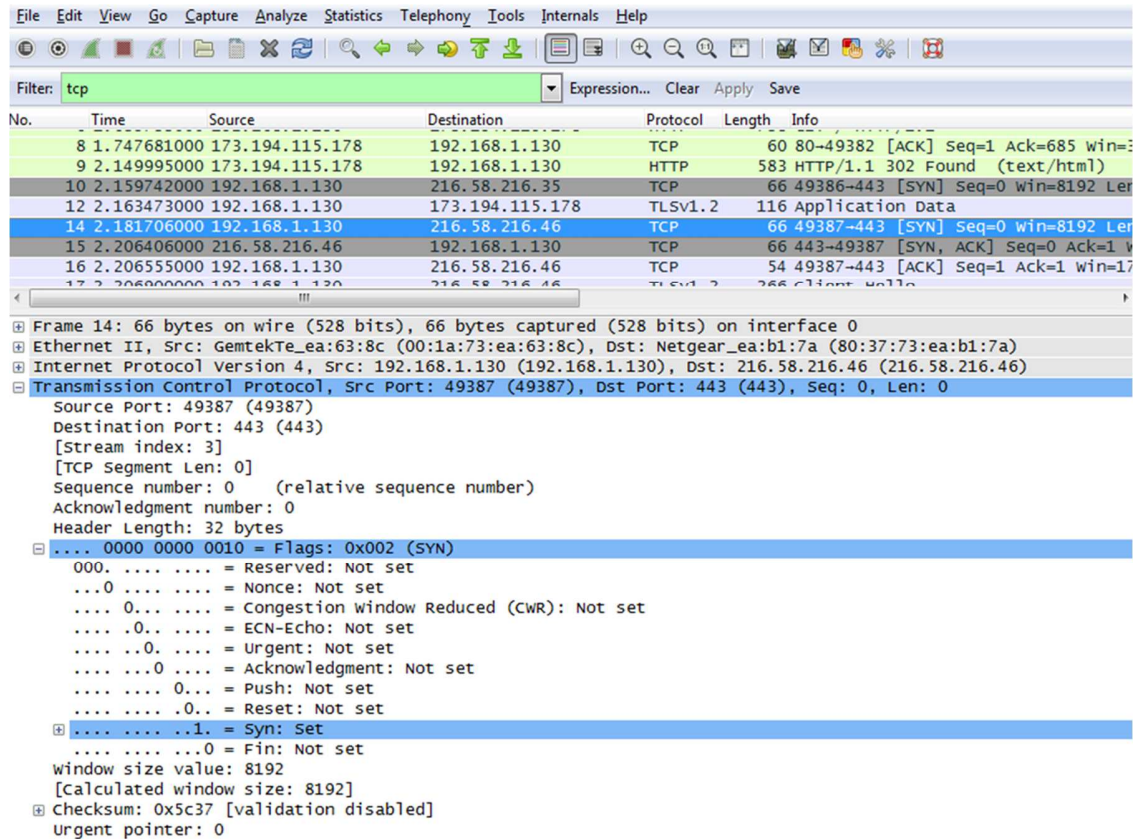 File Edit View Go Capture Analyze Statistics Telephony Tools Internals Help
Filter: tcp Expression... Clear Apply Save
No. Time Source Destination Protocol Length Info
8 1.747681000 173.194.115.178 192.168.1.130 TCP 60 80→49382 [ACK] Seq=1 Ack=685 Win=3
9 2.149995000 173.194.115.178 192.168.1.130 HTTP 583 HTTP/1.1 302 Found (text/html)
10 2.159742000 192.168.1.130 216.58.216.35 TCP 66 49386→443 [SYN] Seq=0 Win=8192 Len
12 2.163473000 192.168.1.130 173.194.115.178 TLSv1.2 116 Application Data
14 2.181706000 192.168.1.130 216.58.216.46 TCP 66 49387→443 [SYN] Seq=0 Win=8192 Len
15 2.206406000 216.58.216.46 192.168.1.130 TCP 66 443→49387 [SYN, ACK] Seq=0 Ack=1 W
16 2.206555000 192.168.1.130 216.58.216.46 TCP 54 49387→443 [ACK] Seq=1 Ack=1 Win=17
17 2.206900000 192.168.1.130 216.58.216.46 TLSv1.2 266 Client Hello
Frame 14: 66 bytes on wire (528 bits), 66 bytes captured (528 bits) on interface 0
Ethernet II, Src: GemtekTe_ea:63:8c (00:1a:73:ea:63:8c), Dst: Netgear_ea:b1:7a (80:37:73:ea:b1:7a)
Internet Protocol Version 4, Src: 192.168.1.130 (192.168.1.130), Dst: 216.58.216.46 (216.58.216.46)
Transmission Control Protocol, Src Port: 49387 (49387), Dst Port: 443 (443), Seq: 0, Len: 0
Source Port: 49387 (49387)
Destination Port: 443 (443)
[Stream index: 3]
[TCP Segment Len: 0]
Sequence number: 0 (relative sequence number)
Acknowledgment number: 0
Header Length: 32 bytes
.... 0000 0000 0010 = Flags: 0x002 (SYN)
000. .... .... = Reserved: Not set
...0 .... .... = Nonce: Not set
.... 0... .... = Congestion Window Reduced (CWR): Not set
.... .0.. .... = ECN-Echo: Not set
.... ..0. .... = Urgent: Not set
.... ...0 .... = Acknowledgment: Not set
.... .... 0... = Push: Not set
.... .... .0.. = Reset: Not set
.... .... ..1. = Syn: Set
.... .... ...0 = Fin: Not set
Window size value: 8192
[Calculated window size: 8192]
Checksum: 0x5c37 [validation disabled]
Urgent pointer: 0